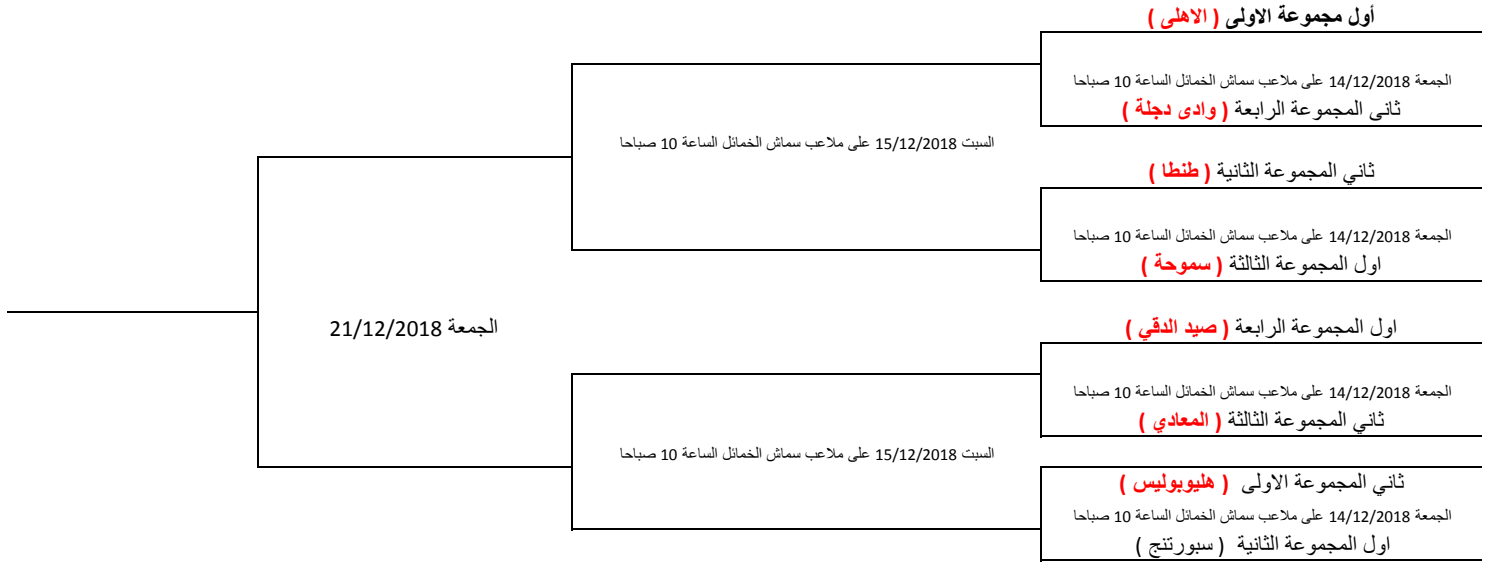 أول مجموعة الاولى ( الاهلى )
الجمعة 14/12/2018 على ملاعب سماش الخمائل الساعة 10 صباحا
ثانى المجموعة الرابعة ( وادى دجلة )
السبت 15/12/2018 على ملاعب سماش الخمائل الساعة 10 صباحا
ثاني المجموعة الثانية ( طنطا )
الجمعة 14/12/2018 على ملاعب سماش الخمائل الساعة 10 صباحا
اول المجموعة الثالثة ( سموحة )
الجمعة 21/12/2018
اول المجموعة الرابعة ( صيد الدقي )
الجمعة 14/12/2018 على ملاعب سماش الخمائل الساعة 10 صباحا
ثاني المجموعة الثالثة ( المعادي )
السبت 15/12/2018 على ملاعب سماش الخمائل الساعة 10 صباحا
ثاني المجموعة الاولى ( هليوبوليس )
الجمعة 14/12/2018 على ملاعب سماش الخمائل الساعة 10 صباحا
اول المجموعة الثانية ( سبورتنج )